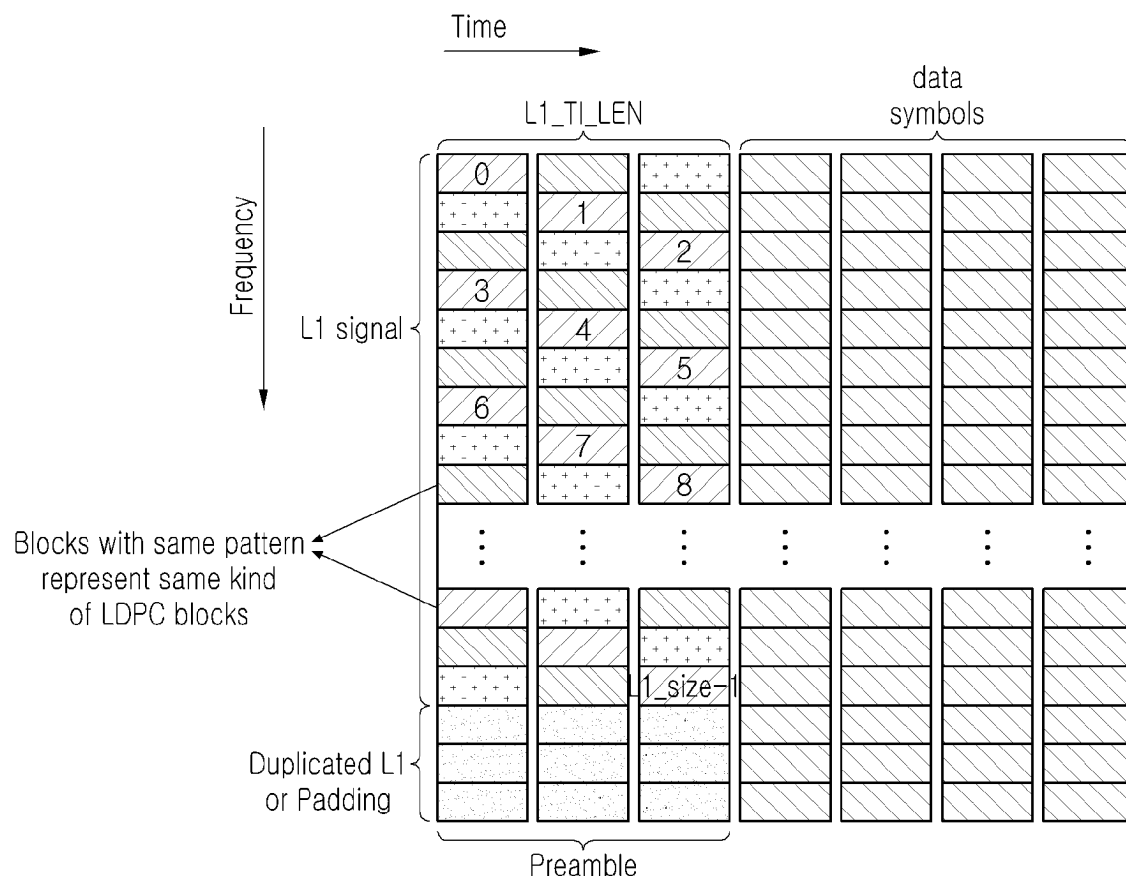 Time
data
symbols
L1_TI_LEN
Frequency
0
1
2
3
L1 signal
4
5
6
7
8
Blocks with same pattern
represent same kind
of LDPC blocks
L1_size-1
Duplicated L1
or Padding
Preamble